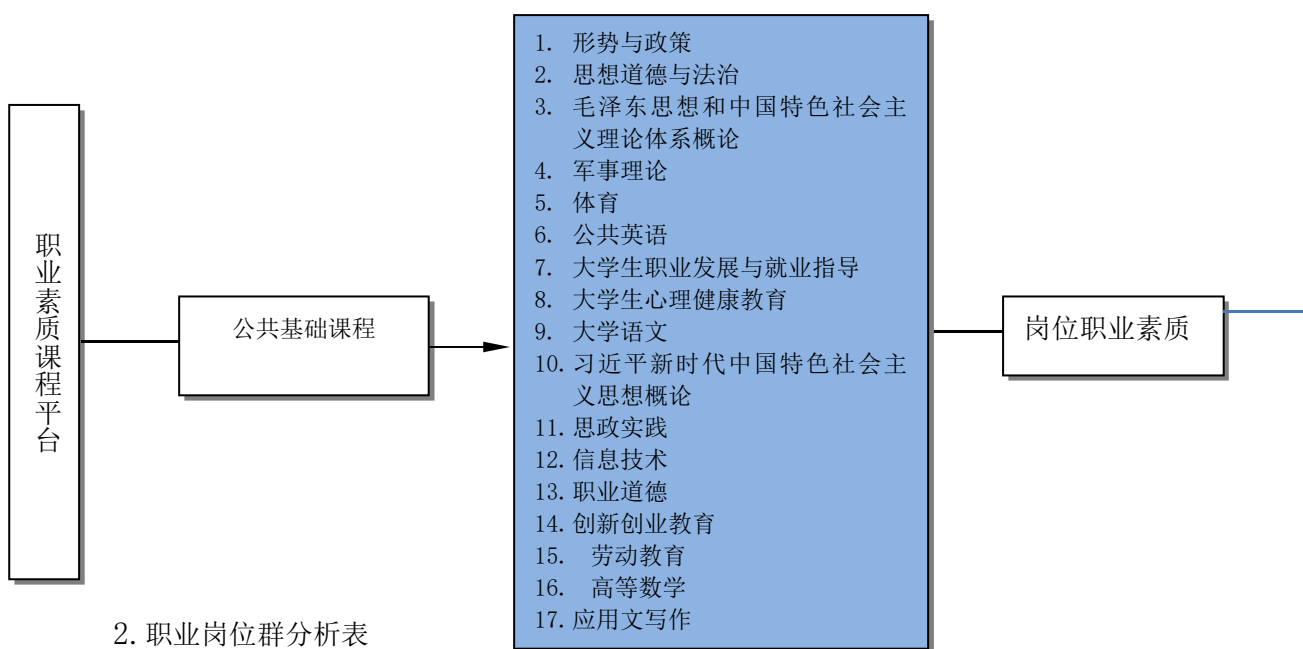 职业素质课程平台
公共基础课程
1. 形势与政策
2. 思想道德与法治
3. 毛泽东思想和中国特色社会主
义理论体系概论
4. 军事理论
5. 体育
6. 公共英语
7. 大学生职业发展与就业指导
8. 大学生心理健康教育
9. 大学语文
10. 习近平新时代中国特色社会主
义思想概论
11. 思政实践
12. 信息技术
13. 职业道德
14. 创新创业教育
15. 劳动教育
16. 高等数学
17. 应用文写作
岗位职业素质
2. 职业岗位群分析表